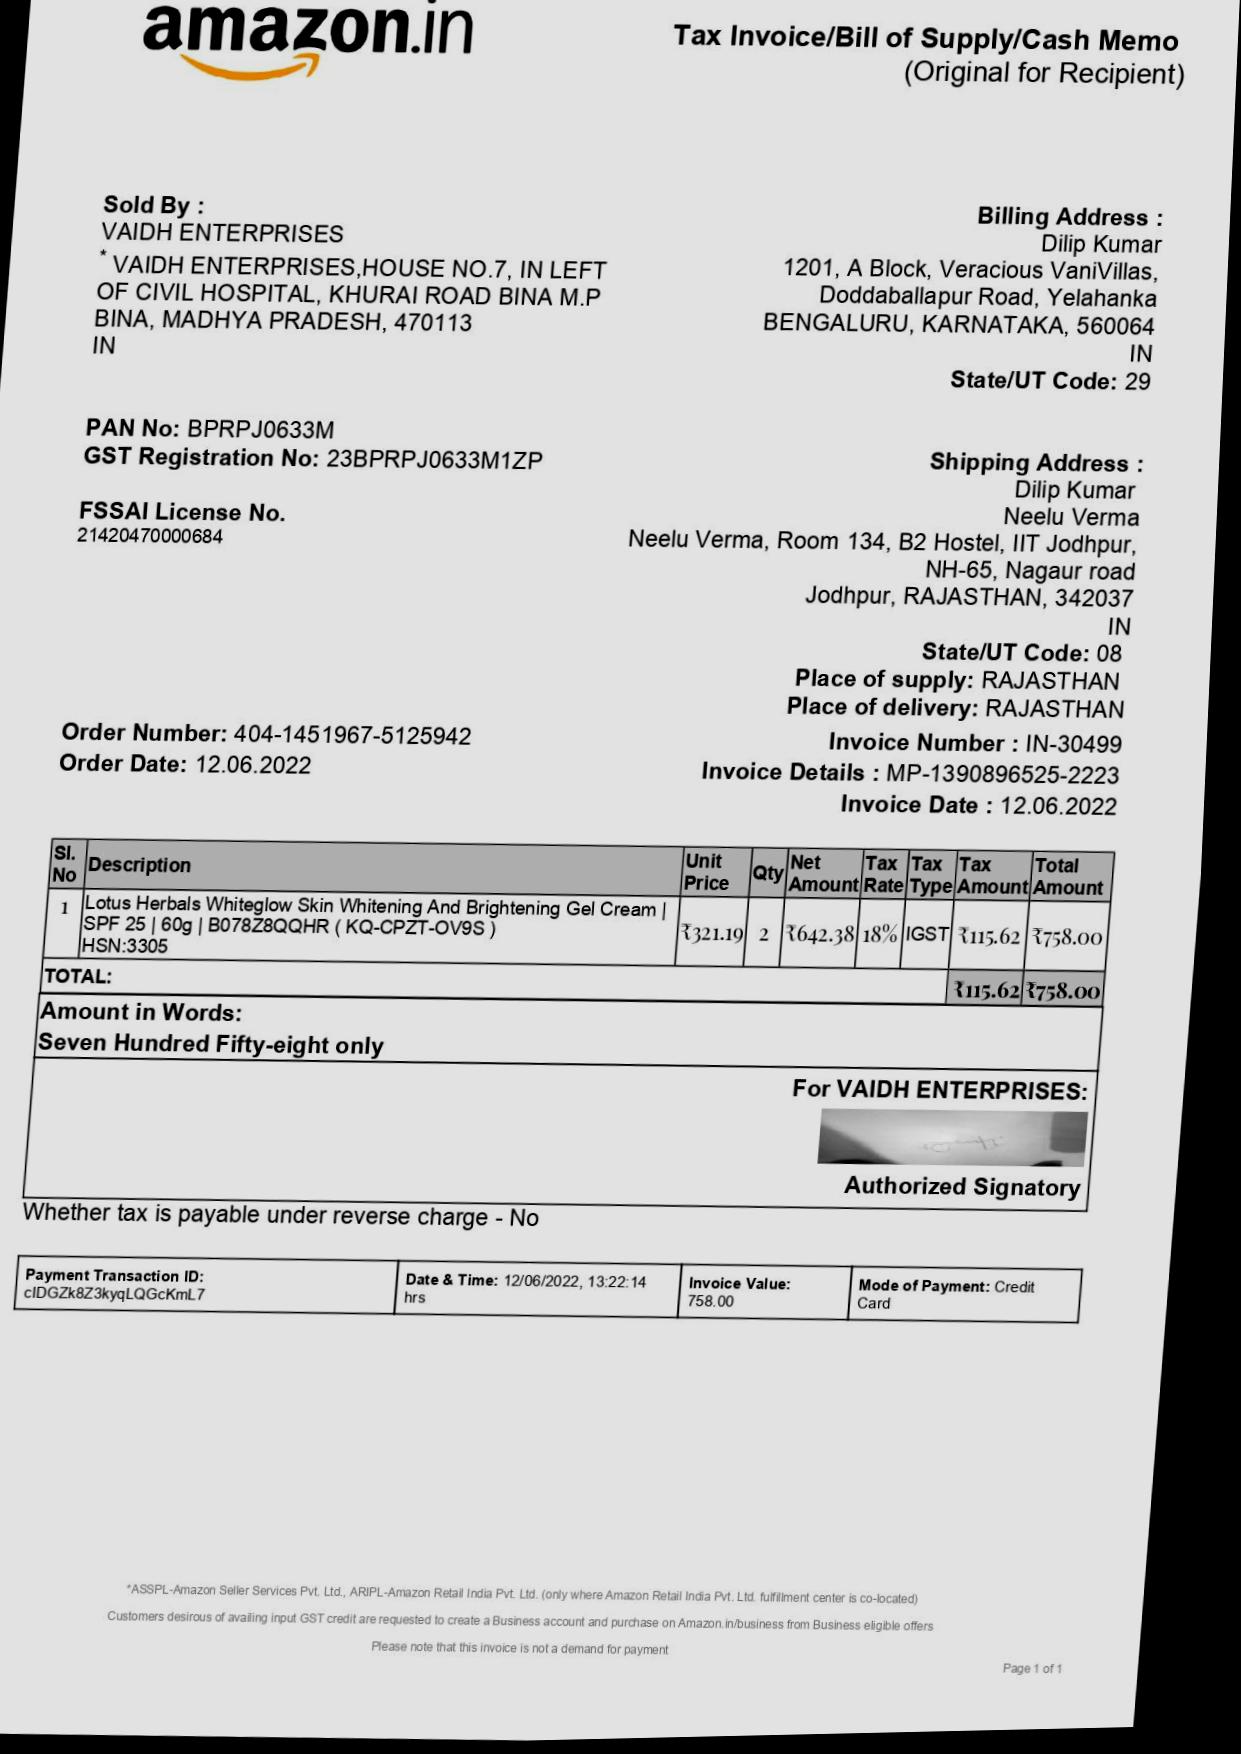 amazon.in
Tax Invoice/Bill of Supply/Cash Memo
(Original for Recipient)
Sold By :
VAIDH ENTERPRISES
* VAIDH ENTERPRISES,HOUSE NO.7, IN LEFT
OF CIVIL HOSPITAL, KHURAI ROAD BINA M.P
BINA, MADHYA PRADESH, 470113
IN
Billing Address :
Dilip Kumar
1201, A Block, Veracious VaniVillas,
Doddaballapur Road, Yelahanka
BENGALURU, KARNATAKA, 560064
IN
State/UT Code: 29
PAN No: BPRPJ0633M
GST Registration No: 23BPRPJ0633M1ZP
FSSAI License No.
21420470000684
Shipping Address :
Dilip Kumar
Neelu Verma
Neelu Verma, Room 134, B2 Hostel, IIT Jodhpur,
NH-65, Nagaur road
Jodhpur, RAJASTHAN, 342037
IN
State/UT Code: 08
Place of supply: RAJASTHAN
Place of delivery: RAJASTHAN
Order Number: 404-1451967-5125942
Order Date: 12.06.2022
Invoice Number : IN-30499
Invoice Details : MP-1390896525-2223
Invoice Date : 12.06.2022
Sl. No Description Unit Price Qty Net Amount Tax Rate Tax Type Tax Amount Total Amount
1 Lotus Herbals Whiteglow Skin Whitening And Brightening Gel Cream |
SPF 25 | 60g | B078Z8QQHR ( KQ-CPZT-OV9S ) ₹321.19 2 ₹642.38 18% IGST ₹115.62 ₹758.00
HSN:3305
TOTAL: ₹115.62 ₹758.00
Amount in Words:
Seven Hundred Fifty-eight only
For VAIDH ENTERPRISES:
Authorized Signatory
Whether tax is payable under reverse charge - No
Payment Transaction ID:
cIDGZk8Z3kyqLQGcKmL7
Date & Time: 12/06/2022, 13:22:14
hrs
Invoice Value:
758.00
Mode of Payment: Credit
Card
*ASSPL-Amazon Seller Services Pvt. Ltd., ARIPL-Amazon Retail India Pvt. Ltd. (only where Amazon Retail India Pvt. Ltd. fulfillment center is co-located)
Customers desirous of availing input GST credit are requested to create a Business account and purchase on Amazon.in/business from Business eligible offers
Please note that this invoice is not a demand for payment
Page 1 of 1